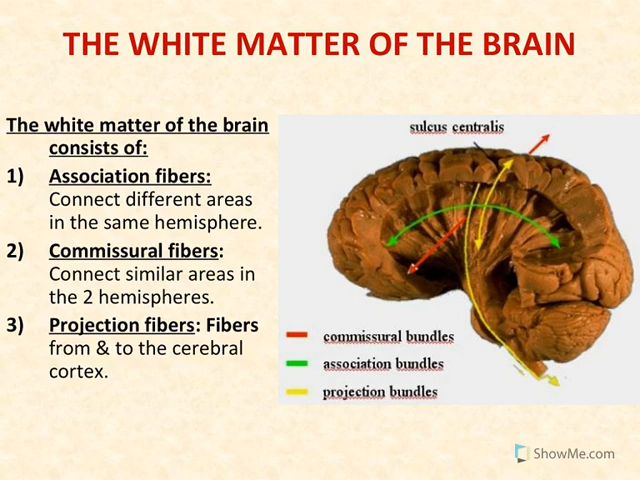 THE WHITE MATTER OF THE BRAIN
The white matter of the brain
consists of:
1) Association fibers:
Connect different areas
in the same hemisphere.
2) Commissural fibers:
Connect similar areas in
the 2 hemispheres.
3) Projection fibers: Fibers
from & to the cerebral
cortex.
sulcus centralis
commissural bundles
association bundles
projection bundles
ShowMe.com